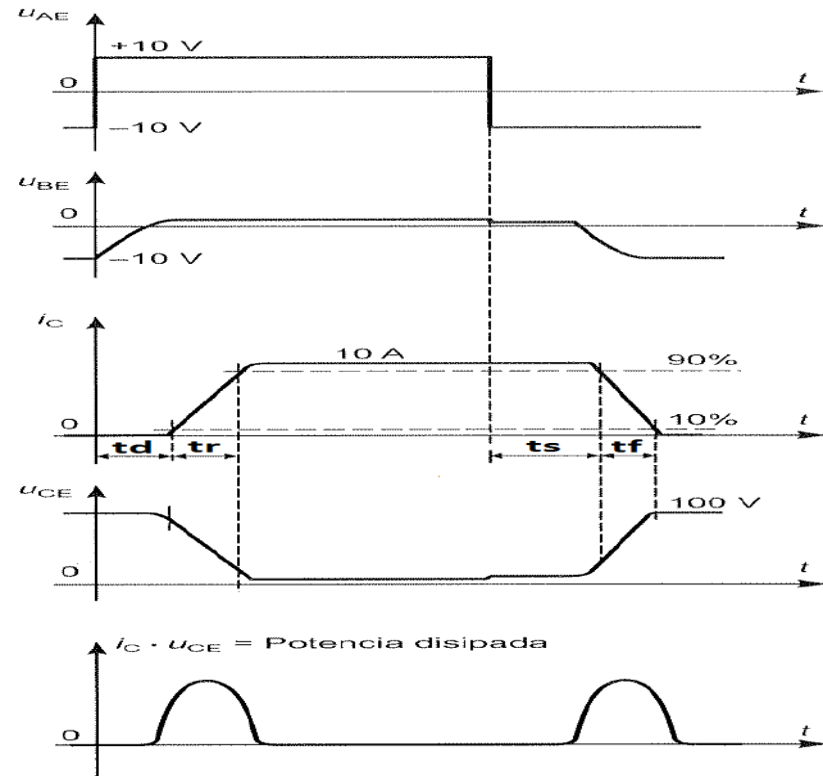 uAE
+10 V
0
t
−10 V
uBE
0
t
−10 V
iC
10 A
90%
10%
0
t
td tr ts tf
uCE
100 V
0
t
iC · uCE = Potencia disipada
0
t